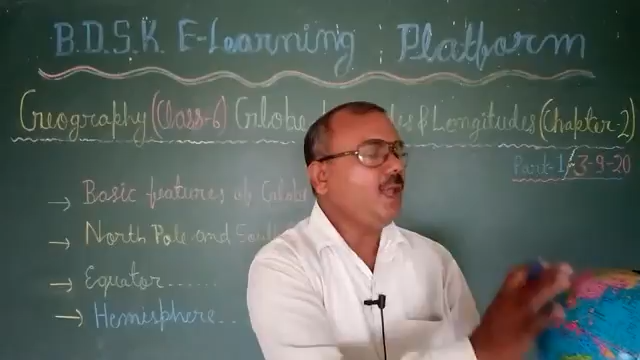 B.D.S.K. E-Learning Platform
Geography (Class-6) Globe & Longitudes (Chapter-2)
Part-1/3-9-20
→ Basic features of Globe
→ North Pole and
→ Equator......
→ Hemisphere..